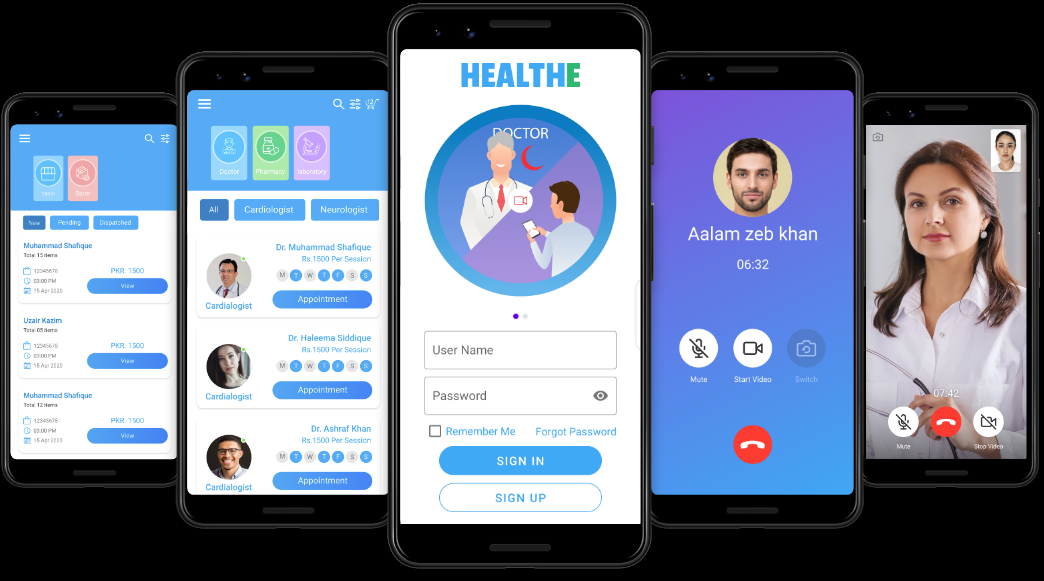 New
Pending
Dispatched
Muhammad Shafique
Total 15 items
12345678
PKR. 1500
03:00 PM
View
15 Apr 2020
Uzair Kazim
Total 05 items
12345678
PKR. 1500
03:00 PM
View
15 Apr 2020
Muhammad Shafique
Total 12 items
12345678
PKR. 1500
03:00 PM
View
15 Apr 2020
Doctor
Pharmacy
laboratory
All
Cardiologist
Neurologist
Dr. Muhammad Shafique
Rs.1500 Per Session
M T W T F S S
Cardialogist
Appointment
Dr. Haleema Siddique
Rs.1500 Per Session
M T W T F S S
Cardialogist
Appointment
Dr. Ashraf Khan
Rs.1500 Per Session
M T W T F S S
Cardialogist
Appointment
HEALTHE
DOCTOR
User Name
Password
Remember Me
Forgot Password
SIGN IN
SIGN UP
Aalam zeb khan
06:32
Mute
Start Video
Switch
07:42
Mute
Stop Video